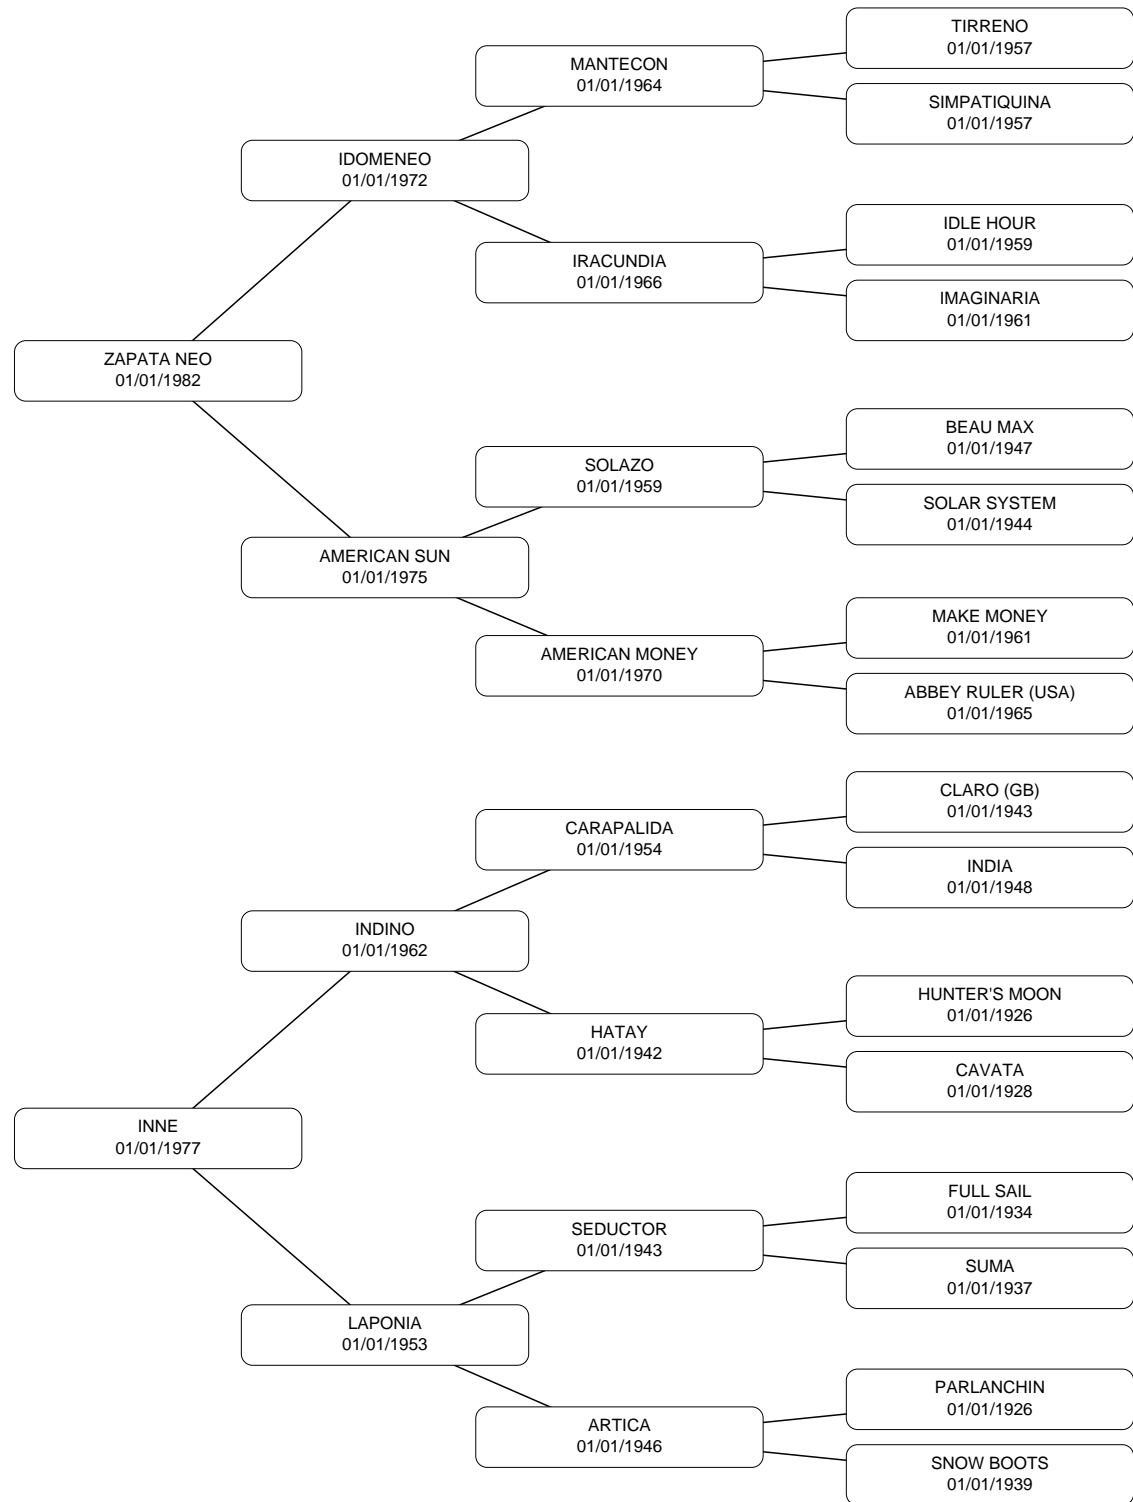 TIRRENO
01/01/1957
MANTECON
01/01/1964
SIMPATIQUINA
01/01/1957
IDOMENEO
01/01/1972
IDLE HOUR
01/01/1959
IRACUNDIA
01/01/1966
IMAGINARIA
01/01/1961
ZAPATA NEO
01/01/1982
BEAU MAX
01/01/1947
SOLAZO
01/01/1959
SOLAR SYSTEM
01/01/1944
AMERICAN SUN
01/01/1975
MAKE MONEY
01/01/1961
AMERICAN MONEY
01/01/1970
ABBEY RULER (USA)
01/01/1965
CLARO (GB)
01/01/1943
CARAPALIDA
01/01/1954
INDIA
01/01/1948
INDINO
01/01/1962
HUNTER'S MOON
01/01/1926
HATAY
01/01/1942
CAVATA
01/01/1928
INNE
01/01/1977
FULL SAIL
01/01/1934
SEDUCTOR
01/01/1943
SUMA
01/01/1937
LAPONIA
01/01/1953
PARLANCHIN
01/01/1926
ARTICA
01/01/1946
SNOW BOOTS
01/01/1939